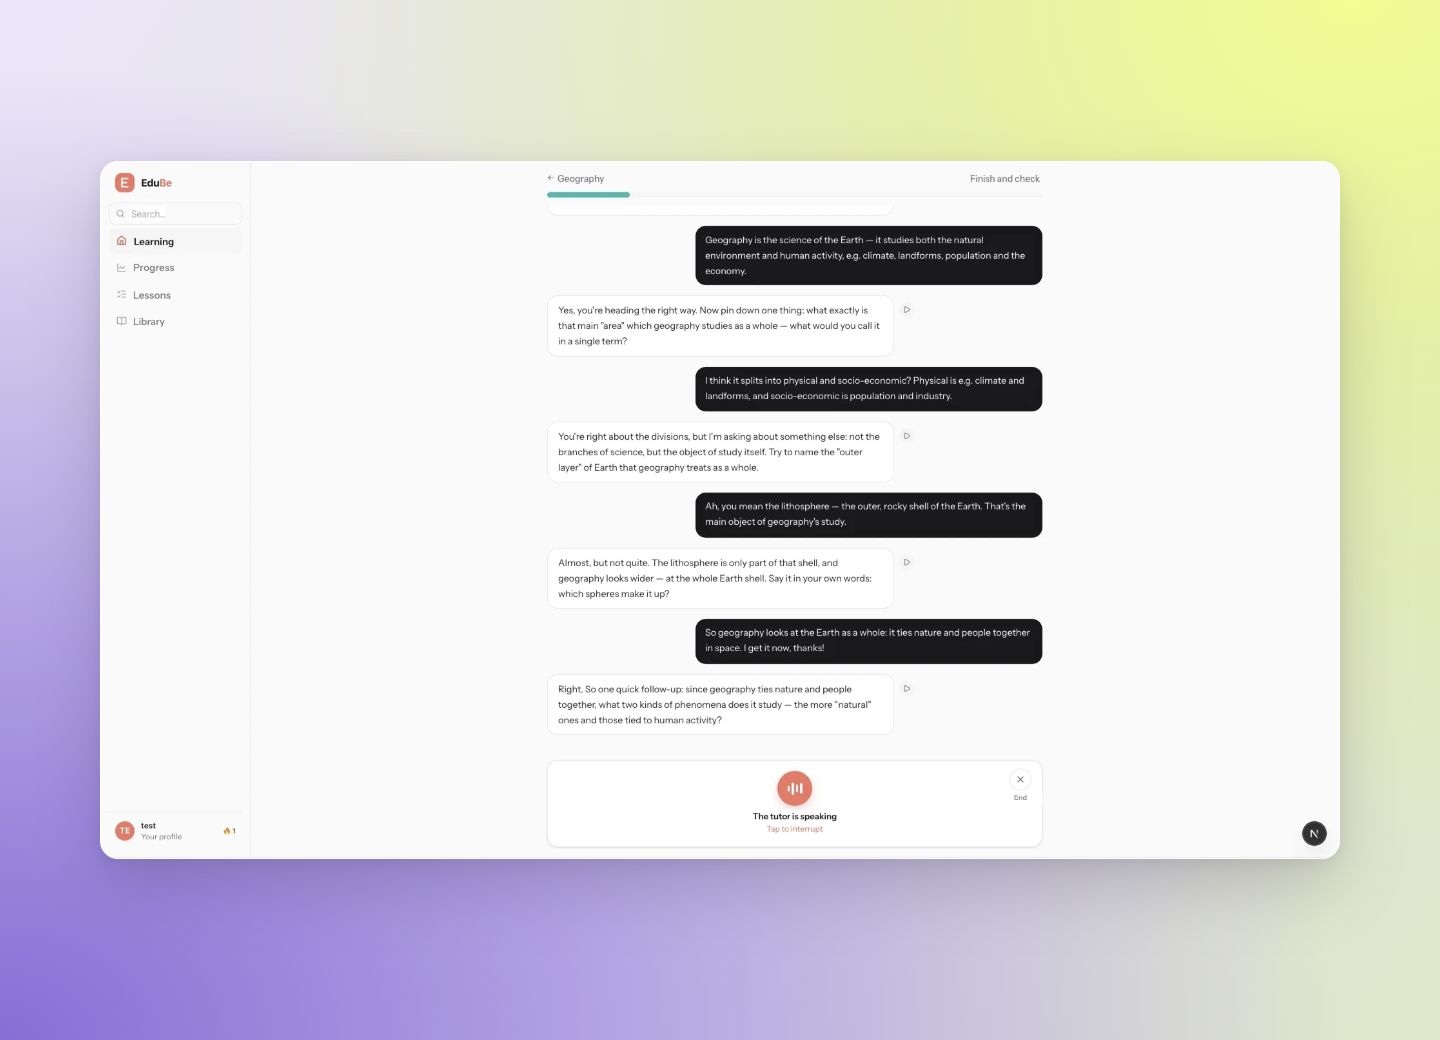 EduBe
Search...
Learning
Progress
Lessons
Library
← Geography
Finish and check
Geography is the science of the Earth — it studies both the natural
environment and human activity, e.g. climate, landforms, population and the
economy.
Yes, you're heading the right way. Now pin down one thing: what exactly is
that main "area" which geography studies as a whole — what would you call it
in a single term?
I think it splits into physical and socio-economic? Physical is e.g. climate and
landforms, and socio-economic is population and industry.
You're right about the divisions, but I'm asking about something else: not the
branches of science, but the object of study itself. Try to name the "outer
layer" of Earth that geography treats as a whole.
Ah, you mean the lithosphere — the outer, rocky shell of the Earth. That's the
main object of geography's study.
Almost, but not quite. The lithosphere is only part of that shell, and
geography looks wider — at the whole Earth shell. Say it in your own words:
which spheres make it up?
So geography looks at the Earth as a whole: it ties nature and people together
in space. I get it now, thanks!
Right. So one quick follow-up: since geography ties nature and people
together, what two kinds of phenomena does it study — the more "natural"
ones and those tied to human activity?
End
The tutor is speaking
Tap to interrupt
TE
test
Your profile
1
N